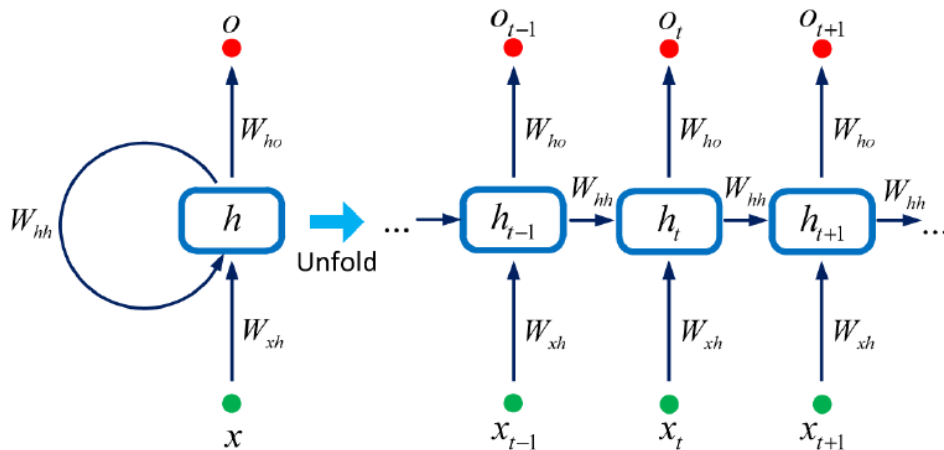 o o_{t-1} o_t o_{t+1}
W_{ho} W_{ho} W_{ho} W_{ho}
W_{hh} W_{hh} W_{hh}
W_{hh} h ... h_{t-1} h_t h_{t+1} ...
Unfold
W_{xh} W_{xh} W_{xh} W_{xh}
x x_{t-1} x_t x_{t+1}